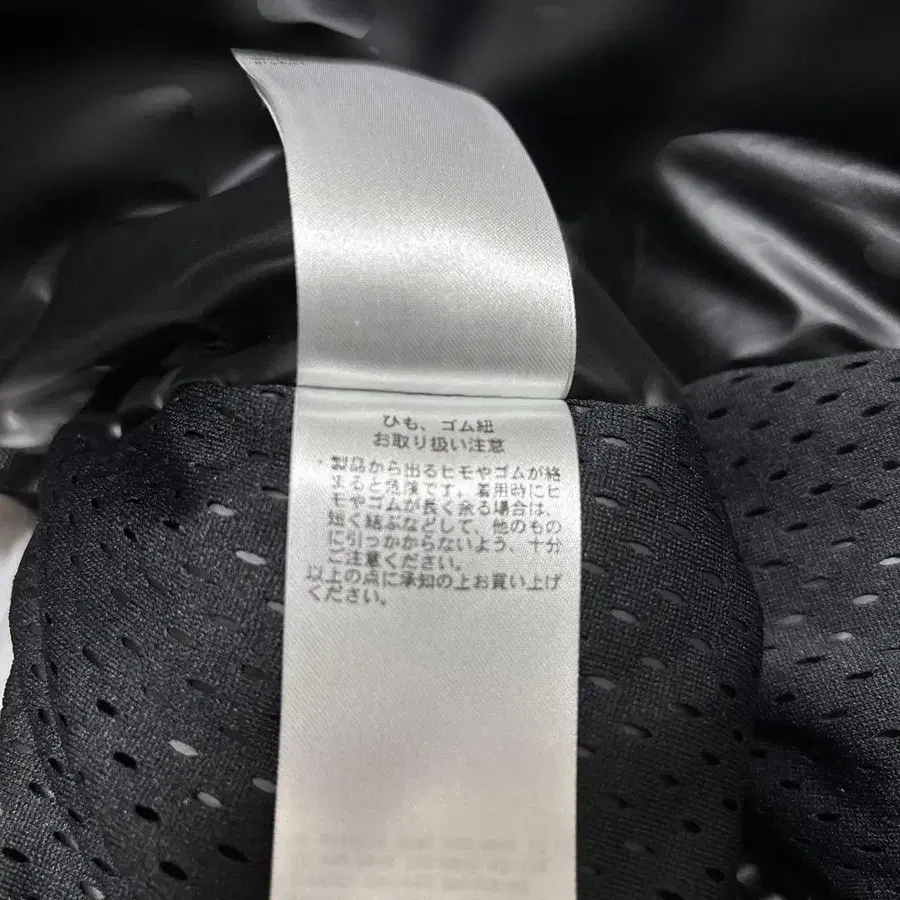 ひも、ゴム紐
お取り扱い注意
・製品から出るヒモやゴムが絡
まると危険です。着用時にヒ
モやゴムが長く余る場合は、
短く結ぶなどして、他のもの
に引っかからないよう、十分
ご注意ください。
以上の点に承知の上お買い上げ
ください。